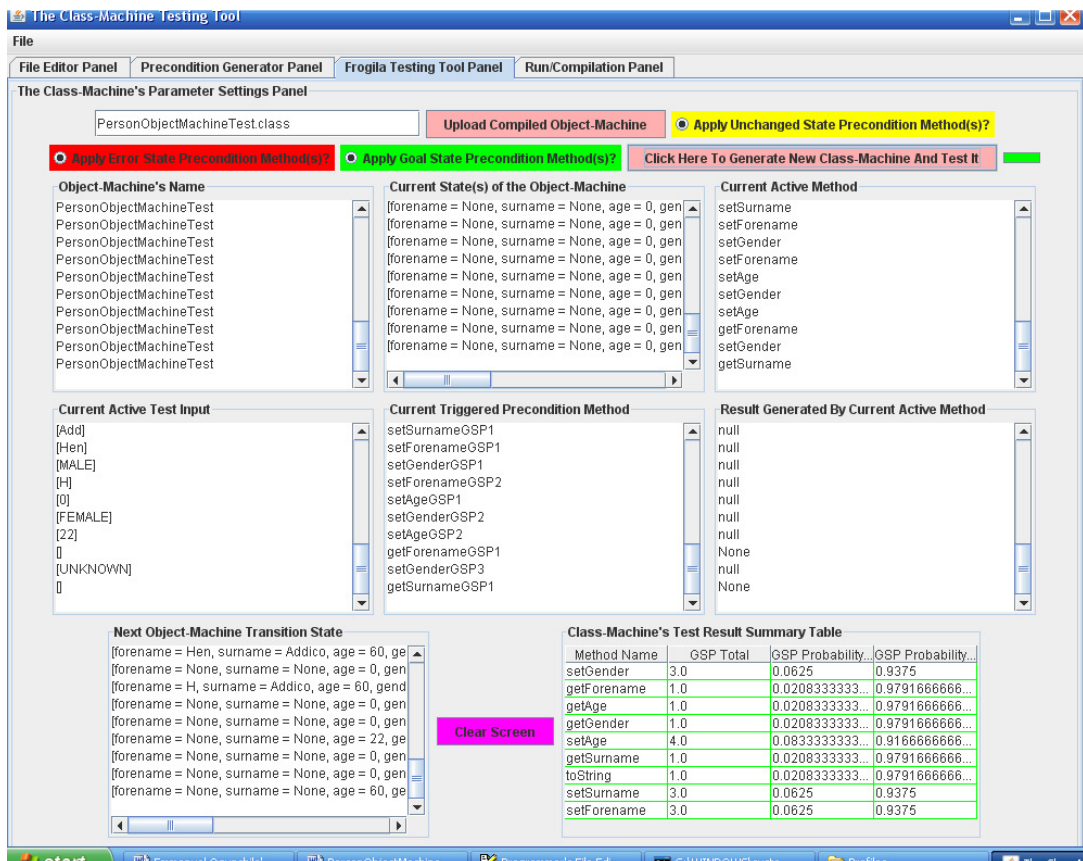 The Class-Machine Testing Tool
File
File Editor Panel Precondition Generator Panel Frogila Testing Tool Panel Run/Compilation Panel
The Class-Machine's Parameter Settings Panel
PersonObjectMachineTest.class Upload Compiled Object-Machine Apply Unchanged State Precondition Method(s)?
Apply Error State Precondition Method(s)? Apply Goal State Precondition Method(s)? Click Here To Generate New Class-Machine And Test It
Object-Machine's Name
PersonObjectMachineTest
PersonObjectMachineTest
PersonObjectMachineTest
PersonObjectMachineTest
PersonObjectMachineTest
PersonObjectMachineTest
PersonObjectMachineTest
PersonObjectMachineTest
PersonObjectMachineTest
PersonObjectMachineTest
Current State(s) of the Object-Machine
[forename = None, surname = None, age = 0, gen
[forename = None, surname = None, age = 0, gen
[forename = None, surname = None, age = 0, gen
[forename = None, surname = None, age = 0, gen
[forename = None, surname = None, age = 0, gen
[forename = None, surname = None, age = 0, gen
[forename = None, surname = None, age = 0, gen
[forename = None, surname = None, age = 0, gen
[forename = None, surname = None, age = 0, gen
Current Active Method
setSurname
setForename
setGender
setForename
setAge
setGender
setAge
getForename
setGender
getSurname
Current Active Test Input
[Add]
[Hen]
[MALE]
[H]
[0]
[FEMALE]
[22]
[]
[UNKNOWN]
[]
Current Triggered Precondition Method
setSurnameGSP1
setForenameGSP1
setGenderGSP1
setForenameGSP2
setAgeGSP1
setGenderGSP2
setAgeGSP2
getForenameGSP1
setGenderGSP3
getSurnameGSP1
Result Generated By Current Active Method
null
null
null
null
null
null
null
None
null
None
Next Object-Machine Transition State
[forename = Hen, surname = Addico, age = 60, ge
[forename = None, surname = None, age = 0, gen
[forename = H, surname = Addico, age = 60, gend
[forename = None, surname = None, age = 0, gen
[forename = None, surname = None, age = 0, gen
[forename = None, surname = None, age = 22, ge
[forename = None, surname = None, age = 0, gen
[forename = None, surname = None, age = 0, gen
[forename = None, surname = None, age = 60, ge
Clear Screen
Class-Machine's Test Result Summary Table
Method Name GSP Total GSP Probability... GSP Probability...
setGender 3.0 0.0625 0.9375
getForename 1.0 0.0208333333... 0.9791666666...
getAge 1.0 0.0208333333... 0.9791666666...
getGender 1.0 0.0208333333... 0.9791666666...
setAge 4.0 0.0833333333... 0.9166666666...
getSurname 1.0 0.0208333333... 0.9791666666...
toString 1.0 0.0208333333... 0.9791666666...
setSurname 3.0 0.0625 0.9375
setForename 3.0 0.0625 0.9375
start